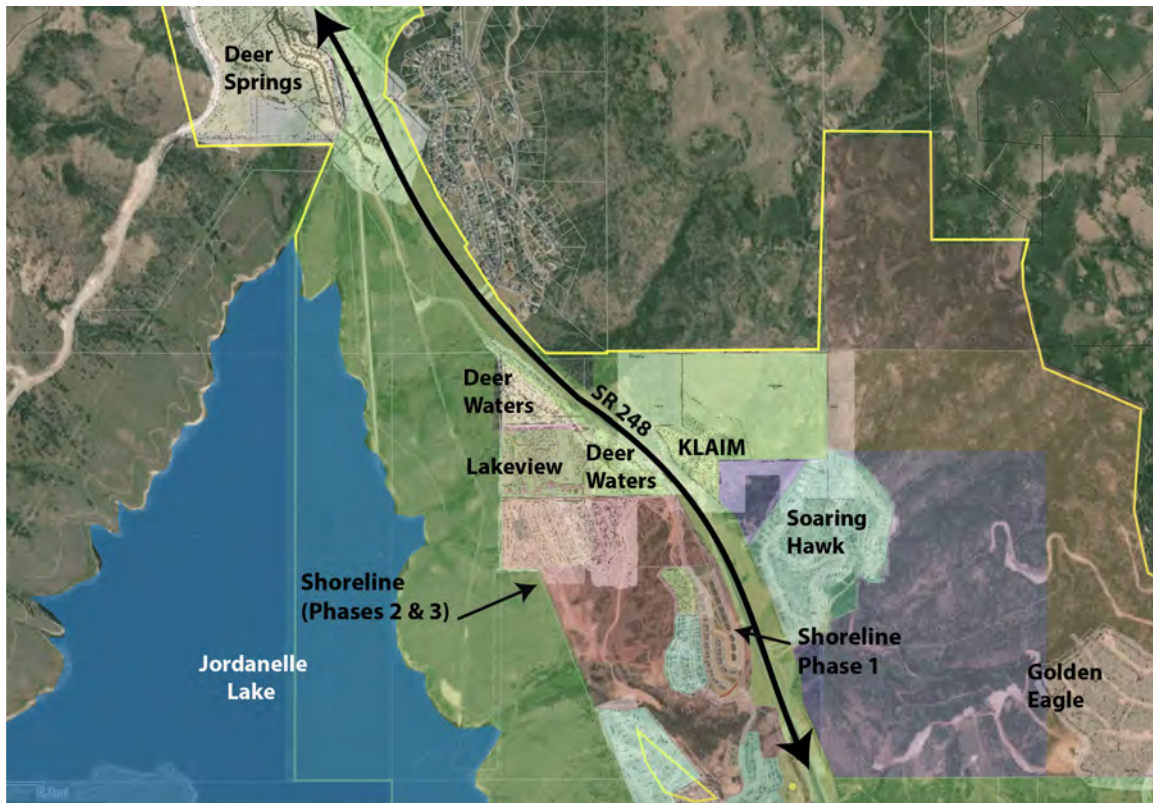 Deer
Springs
SR 248
Deer
Waters
Lakeview
Deer
Waters
KLAIM
Soaring
Hawk
Shoreline
(Phases 2 & 3)
Shoreline
Phase 1
Jordanelle
Lake
Golden
Eagle